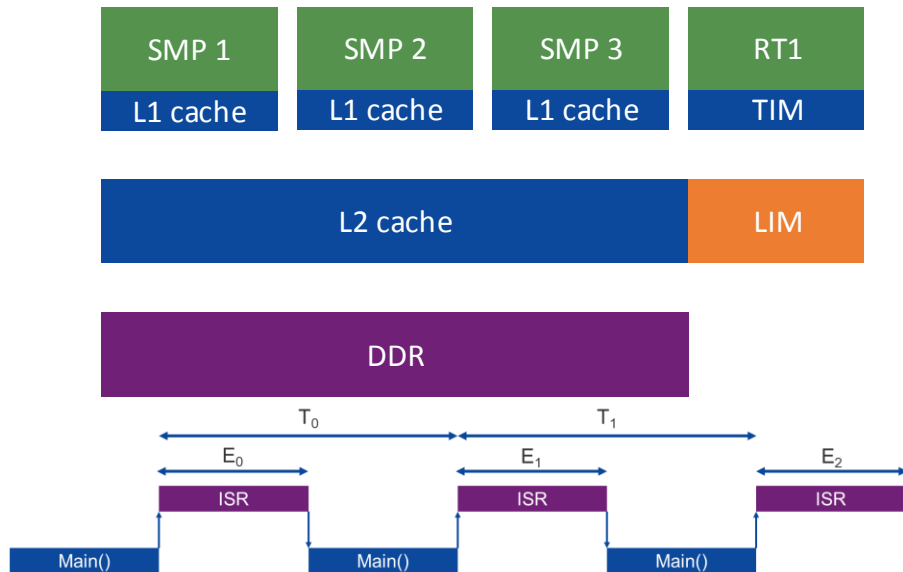 SMP 1 SMP 2 SMP 3 RT1
L1 cache L1 cache L1 cache TIM
L2 cache LIM
DDR
T₀ T₁
E₀ E₁ E₂
ISR ISR ISR
Main() Main() Main()